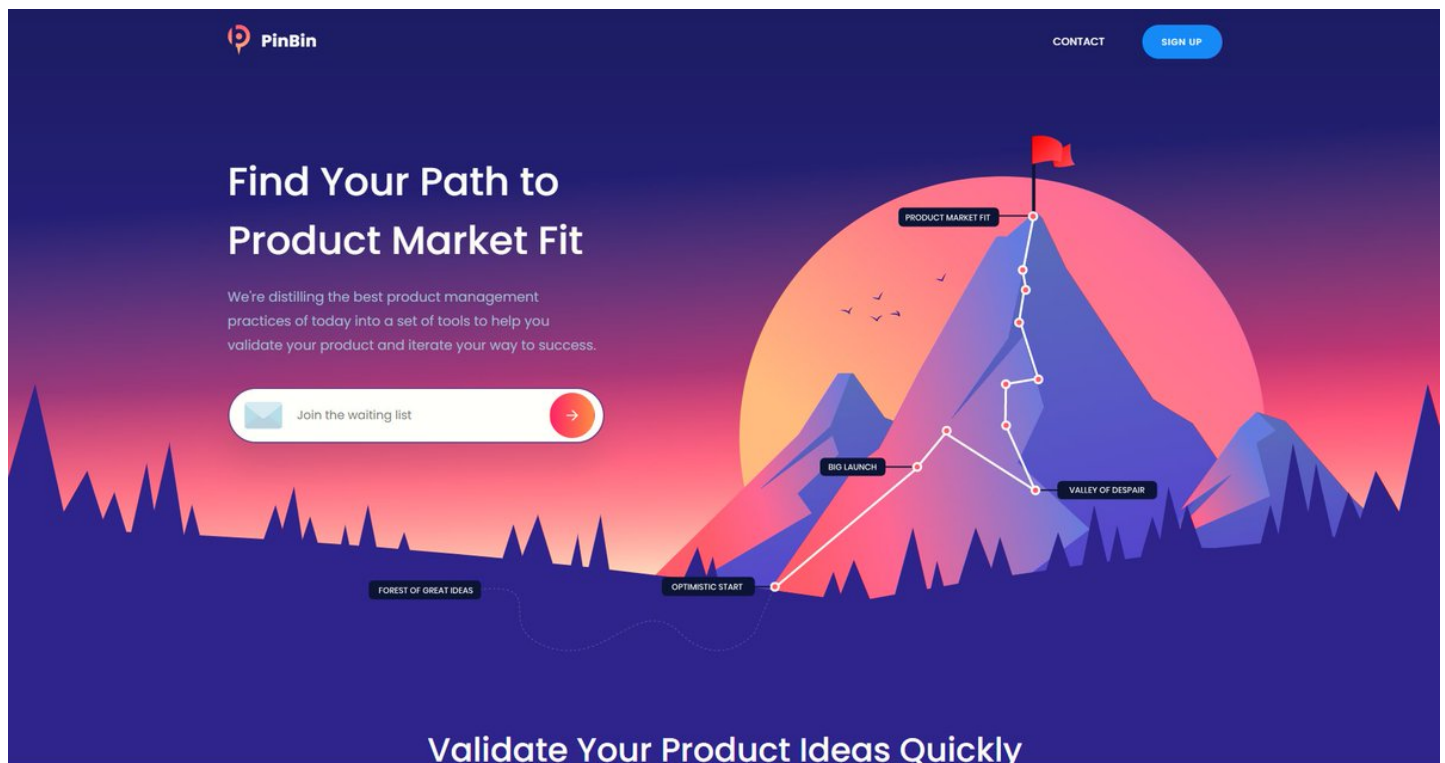 PinBin
CONTACT
SIGN UP
Find Your Path to
Product Market Fit
We're distilling the best product management
practices of today into a set of tools to help you
validate your product and iterate your way to success.
Join the waiting list
PRODUCT MARKET FIT
BIG LAUNCH
VALLEY OF DESPAIR
OPTIMISTIC START
FOREST OF GREAT IDEAS
Validate Your Product Ideas Quickly